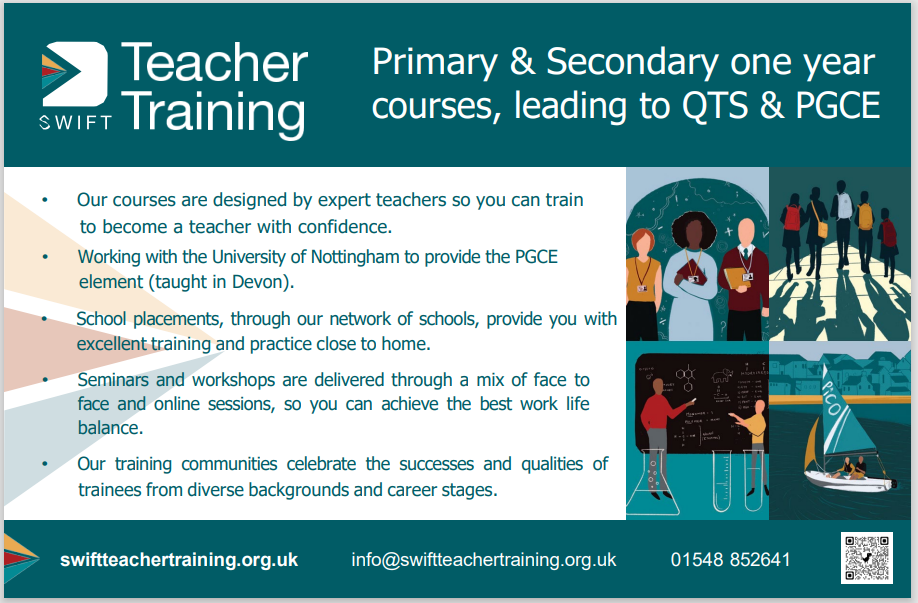 SWIFT
Teacher
Training
Primary & Secondary one year
courses, leading to QTS & PGCE
• Our courses are designed by expert teachers so you can train
to become a teacher with confidence.
• Working with the University of Nottingham to provide the PGCE
element (taught in Devon).
• School placements, through our network of schools, provide you with
excellent training and practice close to home.
• Seminars and workshops are delivered through a mix of face to
face and online sessions, so you can achieve the best work life
balance.
• Our training communities celebrate the successes and qualities of
trainees from diverse backgrounds and career stages.
PiCO
swiftteachertraining.org.uk
info@swiftteachertraining.org.uk
01548 852641